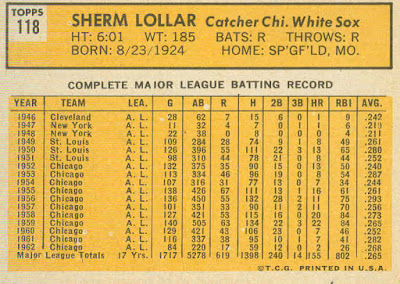 TOPPS
118
SHERM LOLLAR Catcher Chi. White Sox
HT: 6:01 WT: 185 BATS: R THROWS: R
BORN: 8/23/1924 HOME: SP'GF'LD, MO.
COMPLETE MAJOR LEAGUE BATTING RECORD
YEAR TEAM LEA. G AB R H 2B 3B HR RBI AVG.
1946 Cleveland A. L. 28 62 7 15 6 0 1 9 .242
1947 New York A. L. 11 32 4 7 0 1 1 6 .219
1948 New York A. L. 22 38 0 8 0 0 0 4 .211
1949 St. Louis A. L. 109 284 28 74 9 1 8 49 .261
1950 St. Louis A. L. 126 396 55 111 22 3 13 65 .280
1951 St. Louis A. L. 98 310 44 78 21 0 8 44 .252
1952 Chicago A. L. 132 375 35 90 15 0 13 50 .240
1953 Chicago A. L. 113 334 46 96 19 0 8 54 .287
1954 Chicago A. L. 107 316 31 77 13 0 7 34 .244
1955 Chicago A. L. 138 426 67 111 13 1 16 61 .261
1956 Chicago A. L. 136 450 55 132 28 2 11 75 .293
1957 Chicago A. L. 101 351 33 90 11 2 11 70 .256
1958 Chicago A. L. 127 421 53 115 16 0 20 84 .273
1959 Chicago A. L. 140 505 63 134 22 3 22 84 .265
1960 Chicago A. L. 129 421 43 106 23 0 7 46 .252
1961 Chicago A. L. 116 337 38 95 10 1 7 41 .282
1962 Chicago A. L. 84 220 17 59 12 0 2 26 .268
Major League Totals 17 Yrs. 1717 5278 619 1398 240 14 155 802 .265
©T.C.G. PRINTED IN U.S.A.